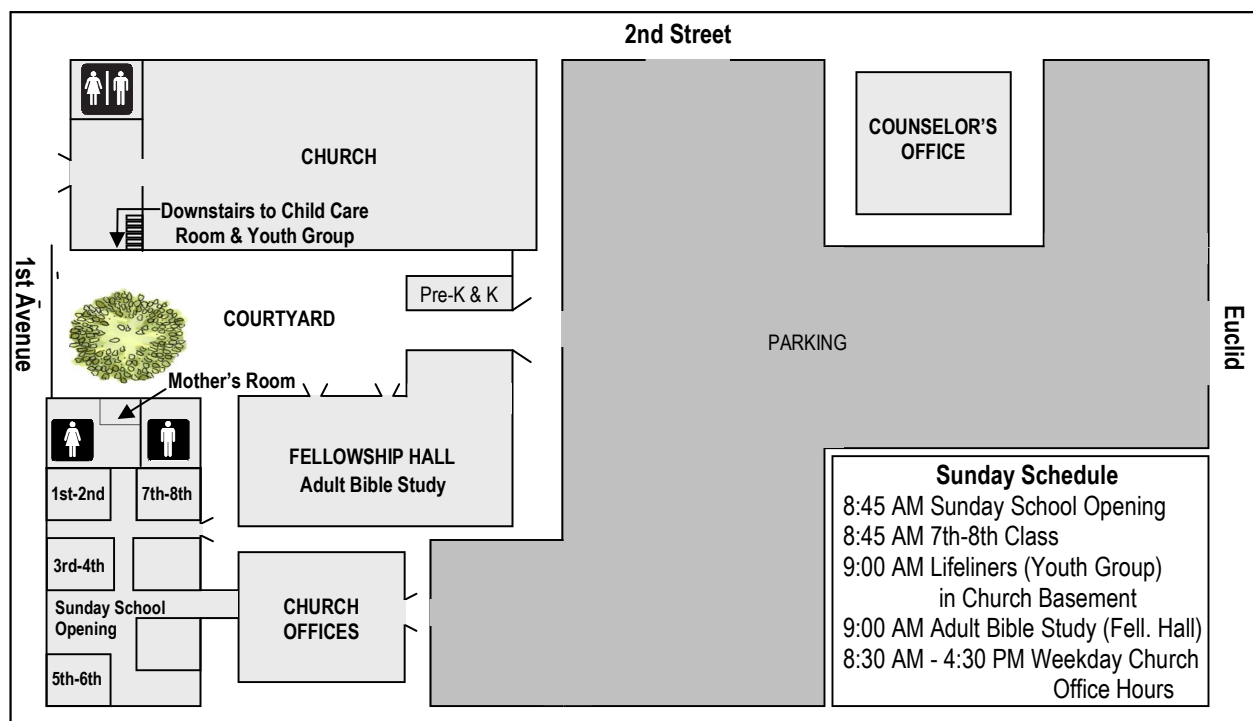 2nd Street
CHURCH
COUNSELOR'S
OFFICE
Downstairs to Child Care
Room & Youth Group
1st Avenue
Pre-K & K
COURTYARD
PARKING
Euclid
Mother's Room
FELLOWSHIP HALL
Adult Bible Study
1st-2nd
7th-8th
3rd-4th
Sunday School
Opening
5th-6th
CHURCH
OFFICES
Sunday Schedule
8:45 AM Sunday School Opening
8:45 AM 7th-8th Class
9:00 AM Lifeliners (Youth Group)
in Church Basement
9:00 AM Adult Bible Study (Fell. Hall)
8:30 AM - 4:30 PM Weekday Church
Office Hours